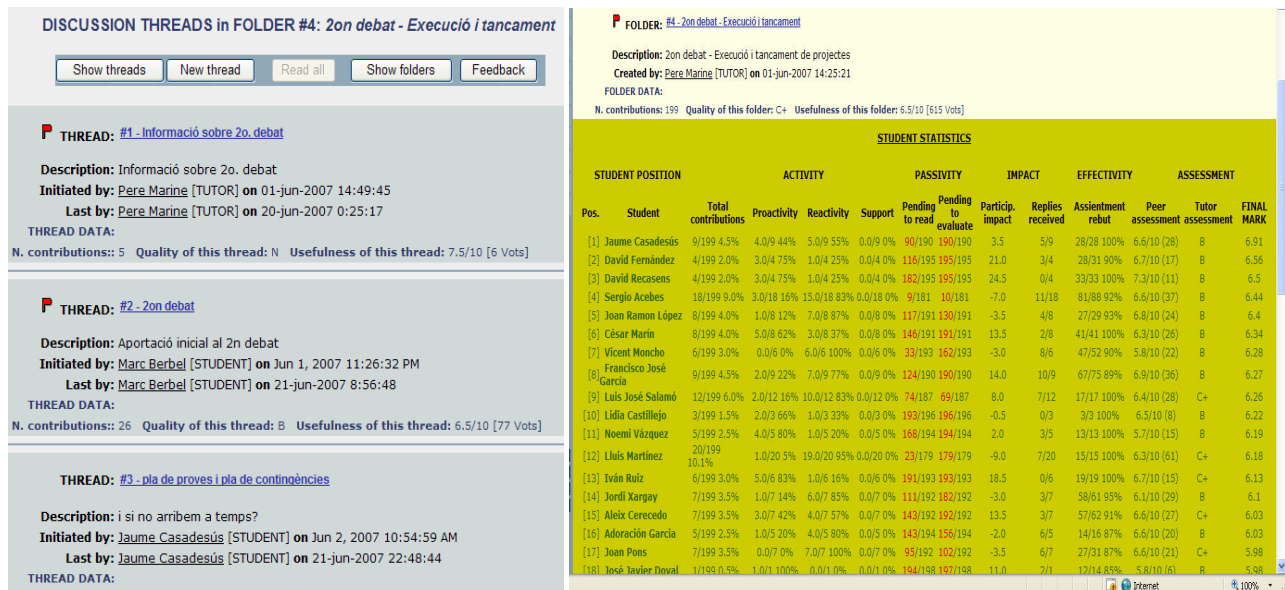 DISCUSSION THREADS in FOLDER #4: 2on debat - Execució i tancament
Show threads New thread Read all Show folders Feedback
THREAD: #1 - Informació sobre 2o. debat
Description: Informació sobre 2o. debat
Initiated by: Pere Marine [TUTOR] on 01-jun-2007 14:49:45
Last by: Pere Marine [TUTOR] on 20-jun-2007 0:25:17
THREAD DATA:
N. contributions:: 5 Quality of this thread: N Usefulness of this thread: 7.5/10 [6 Vots]
THREAD: #2 - 2on debat
Description: Aportació inicial al 2n debat
Initiated by: Marc Berbel [STUDENT] on Jun 1, 2007 11:26:32 PM
Last by: Marc Berbel [STUDENT] on 21-jun-2007 8:56:48
THREAD DATA:
N. contributions:: 26 Quality of this thread: B Usefulness of this thread: 6.5/10 [77 Vots]
THREAD: #3 - pla de proves i pla de contingències
Description: i si no arribem a temps?
Initiated by: Jaume Casadesús [STUDENT] on Jun 2, 2007 10:54:59 AM
Last by: Jaume Casadesús [STUDENT] on 21-jun-2007 22:48:44
THREAD DATA:
FOLDER: #4 - 2on debat - Execució i tancament
Description: 2on debat - Execució i tancament de projectes
Created by: Pere Marine [TUTOR] on 01-jun-2007 14:25:21
FOLDER DATA:
N. contributions: 199 Quality of this folder: C+ Usefulness of this folder: 6.5/10 [615 Vots]
STUDENT STATISTICS
STUDENT POSITION ACTIVITY PASSIVITY IMPACT EFFECTIVITY ASSESSMENT
Pos. Student Total contributions Proactivity Reactivity Support Pending to read Pending to evaluate Particip. impact Replies received Assientment rebut Peer assessment Tutor assessment FINAL MARK
[1] Jaume Casadesús 9/199 4.5% 4.0/9 44% 5.0/9 55% 0.0/9 0% 90/190 190/190 3.5 5/9 28/28 100% 6.6/10 (28) B 6.91
[2] David Fernández 4/199 2.0% 3.0/4 75% 1.0/4 25% 0.0/4 0% 116/195 195/195 21.0 3/4 28/31 90% 6.7/10 (17) B 6.56
[3] David Recasens 4/199 2.0% 3.0/4 75% 1.0/4 25% 0.0/4 0% 182/195 195/195 24.5 0/4 33/33 100% 7.3/10 (11) B 6.5
[4] Sergio Acebes 18/199 9.0% 3.0/18 16% 15.0/18 83% 0.0/18 0% 9/181 10/181 -7.0 11/18 81/88 92% 6.6/10 (37) B 6.44
[5] Joan Ramon López 8/199 4.0% 1.0/8 12% 7.0/8 87% 0.0/8 0% 117/191 130/191 -3.5 4/8 27/29 93% 6.8/10 (24) B 6.4
[6] César Marín 8/199 4.0% 5.0/8 62% 3.0/8 37% 0.0/8 0% 146/191 191/191 13.5 2/8 41/41 100% 6.3/10 (26) B 6.34
[7] Vicent Moncho 6/199 3.0% 0.0/6 0% 6.0/6 100% 0.0/6 0% 33/193 162/193 -3.0 8/6 47/52 90% 5.8/10 (22) B 6.28
[8] Francisco José García 9/199 4.5% 2.0/9 22% 7.0/9 77% 0.0/9 0% 124/190 190/190 14.0 10/9 67/75 89% 6.9/10 (36) B 6.27
[9] Luis José Salamó 12/199 6.0% 2.0/12 16% 10.0/12 83% 0.0/12 0% 74/187 69/187 8.0 7/12 17/17 100% 6.4/10 (28) C+ 6.26
[10] Lidia Castillejo 3/199 1.5% 2.0/3 66% 1.0/3 33% 0.0/3 0% 193/196 196/196 -0.5 0/3 3/3 100% 6.5/10 (8) B 6.22
[11] Noemí Vázquez 5/199 2.5% 4.0/5 80% 1.0/5 20% 0.0/5 0% 168/194 194/194 2.0 3/5 13/13 100% 5.7/10 (15) B 6.19
[12] Lluis Martínez 20/199 10.1% 1.0/20 5% 19.0/20 95% 0.0/20 0% 23/179 179/179 -9.0 7/20 15/15 100% 6.3/10 (61) C+ 6.18
[13] Iván Ruiz 6/199 3.0% 5.0/6 83% 1.0/6 16% 0.0/6 0% 191/193 193/193 18.5 0/6 19/19 100% 6.7/10 (15) C+ 6.13
[14] Jordi Xargay 7/199 3.5% 1.0/7 14% 6.0/7 85% 0.0/7 0% 111/192 182/192 -3.0 3/7 58/61 95% 6.1/10 (29) B 6.1
[15] Aleix Cerecedo 7/199 3.5% 3.0/7 42% 4.0/7 57% 0.0/7 0% 143/192 192/192 13.5 3/7 57/62 91% 6.6/10 (27) C+ 6.03
[16] Adoración García 5/199 2.5% 1.0/5 20% 4.0/5 80% 0.0/5 0% 143/194 156/194 -2.0 6/5 14/16 87% 6.6/10 (20) B 6.03
[17] Joan Pons 7/199 3.5% 0.0/7 0% 7.0/7 100% 0.0/7 0% 95/192 102/192 -3.5 6/7 27/31 87% 6.6/10 (21) C+ 5.98
[18] José Javier Doval 1/199 0.5% 1.0/1 100% 0.0/1 0% 0.0/1 0% 194/198 197/198 11.0 2/1 12/14 85% 5.8/10 (6) B 5.98
Internet 100%